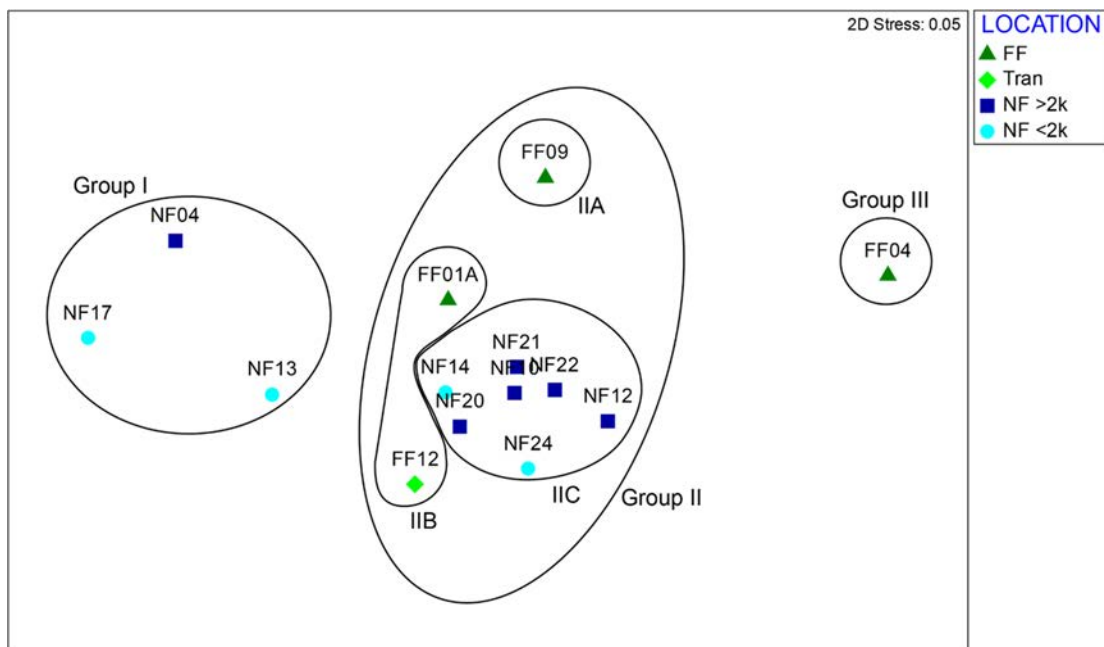 2D Stress: 0.05
LOCATION
FF
Tran
NF >2k
NF <2k
FF09
IIA
Group I
NF04
Group III
FF04
FF01A
NF17
NF13
NF21
NF14
NF10
NF22
NF12
NF20
NF24
FF12
IIC
Group II
IIB